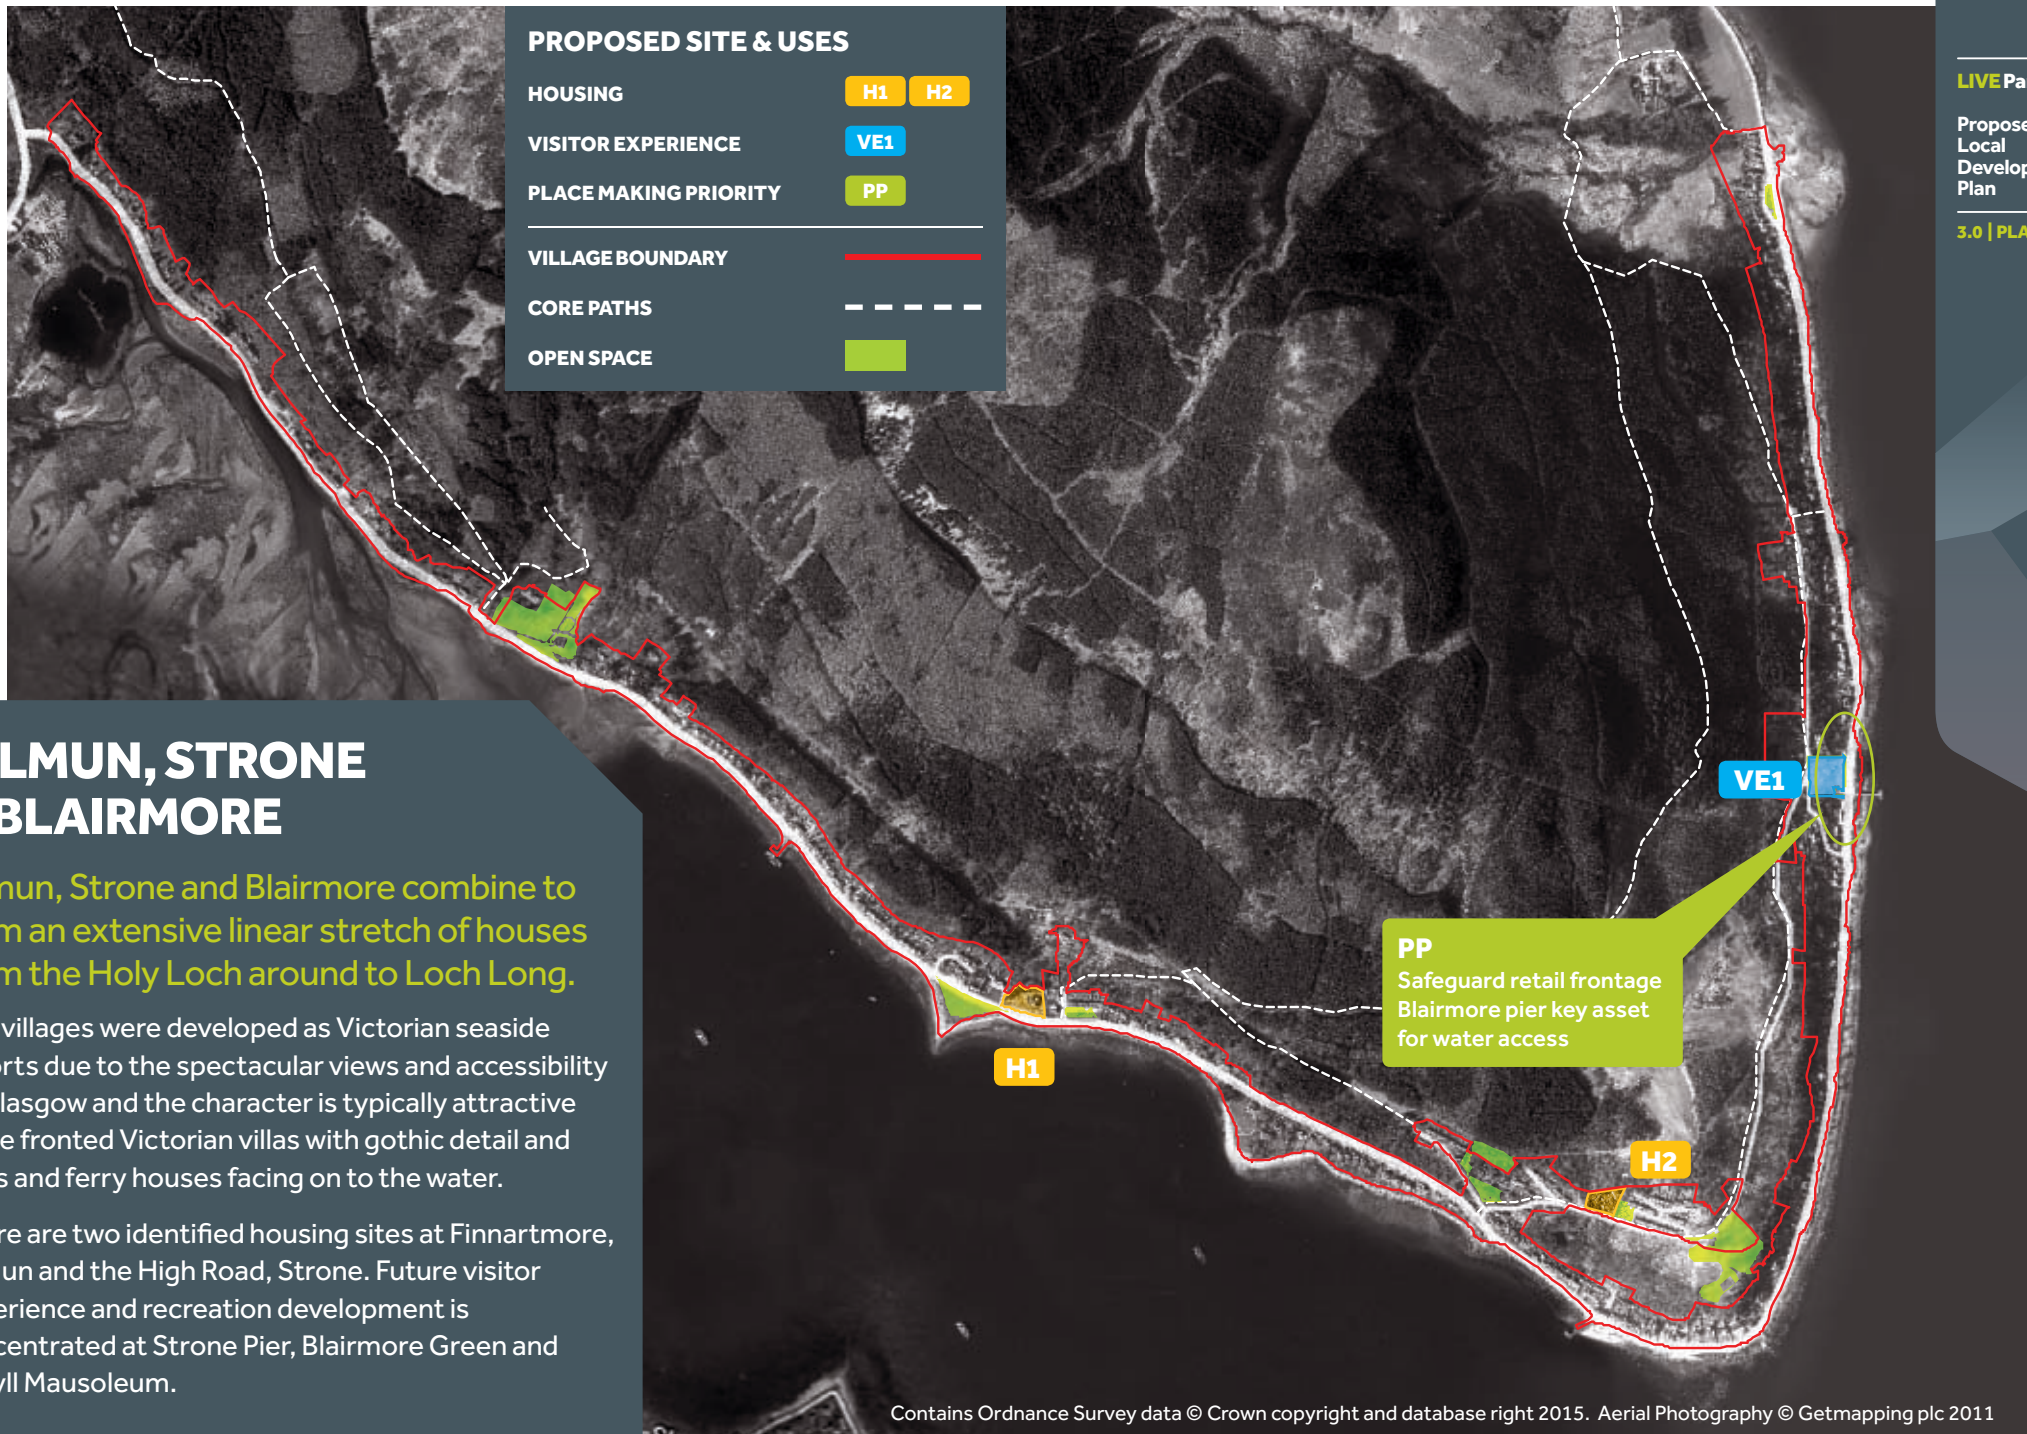 PROPOSED SITE & USES
HOUSING H1 H2
VISITOR EXPERIENCE VE1
PLACE MAKING PRIORITY PP
VILLAGE BOUNDARY
CORE PATHS
OPEN SPACE
LIVE Pa
Propose
Local
Develop
Plan
3.0 | PLA
LMUN, STRONE
BLAIRMORE
mun, Strone and Blairmore combine to
m an extensive linear stretch of houses
m the Holy Loch around to Loch Long.
villages were developed as Victorian seaside
orts due to the spectacular views and accessibility
lasgow and the character is typically attractive
e fronted Victorian villas with gothic detail and
s and ferry houses facing on to the water.
re are two identified housing sites at Finnartmore,
un and the High Road, Strone. Future visitor
erience and recreation development is
centrated at Strone Pier, Blairmore Green and
yll Mausoleum.
VE1
PP
Safeguard retail frontage
Blairmore pier key asset
for water access
H1
H2
Contains Ordnance Survey data © Crown copyright and database right 2015. Aerial Photography © Getmapping plc 2011